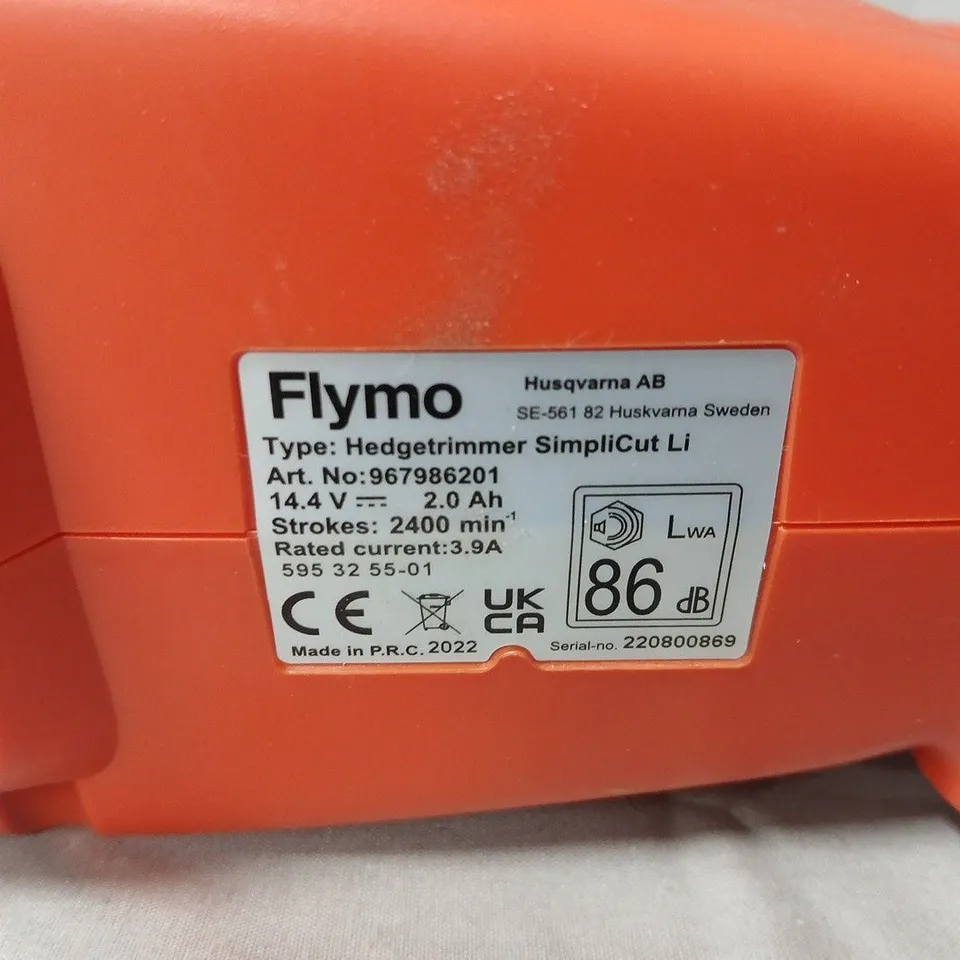 Flymo
Husqvarna AB
SE-561 82 Huskvarna Sweden
Type: Hedgetrimmer SimpliCut Li
Art. No:967986201
14.4 V ⎓ 2.0 Ah
Strokes: 2400 min⁻¹
Rated current:3.9A
595 32 55-01
LWA
86 dB
CE
UK
CA
Made in P.R.C. 2022
Serial-no. 220800869